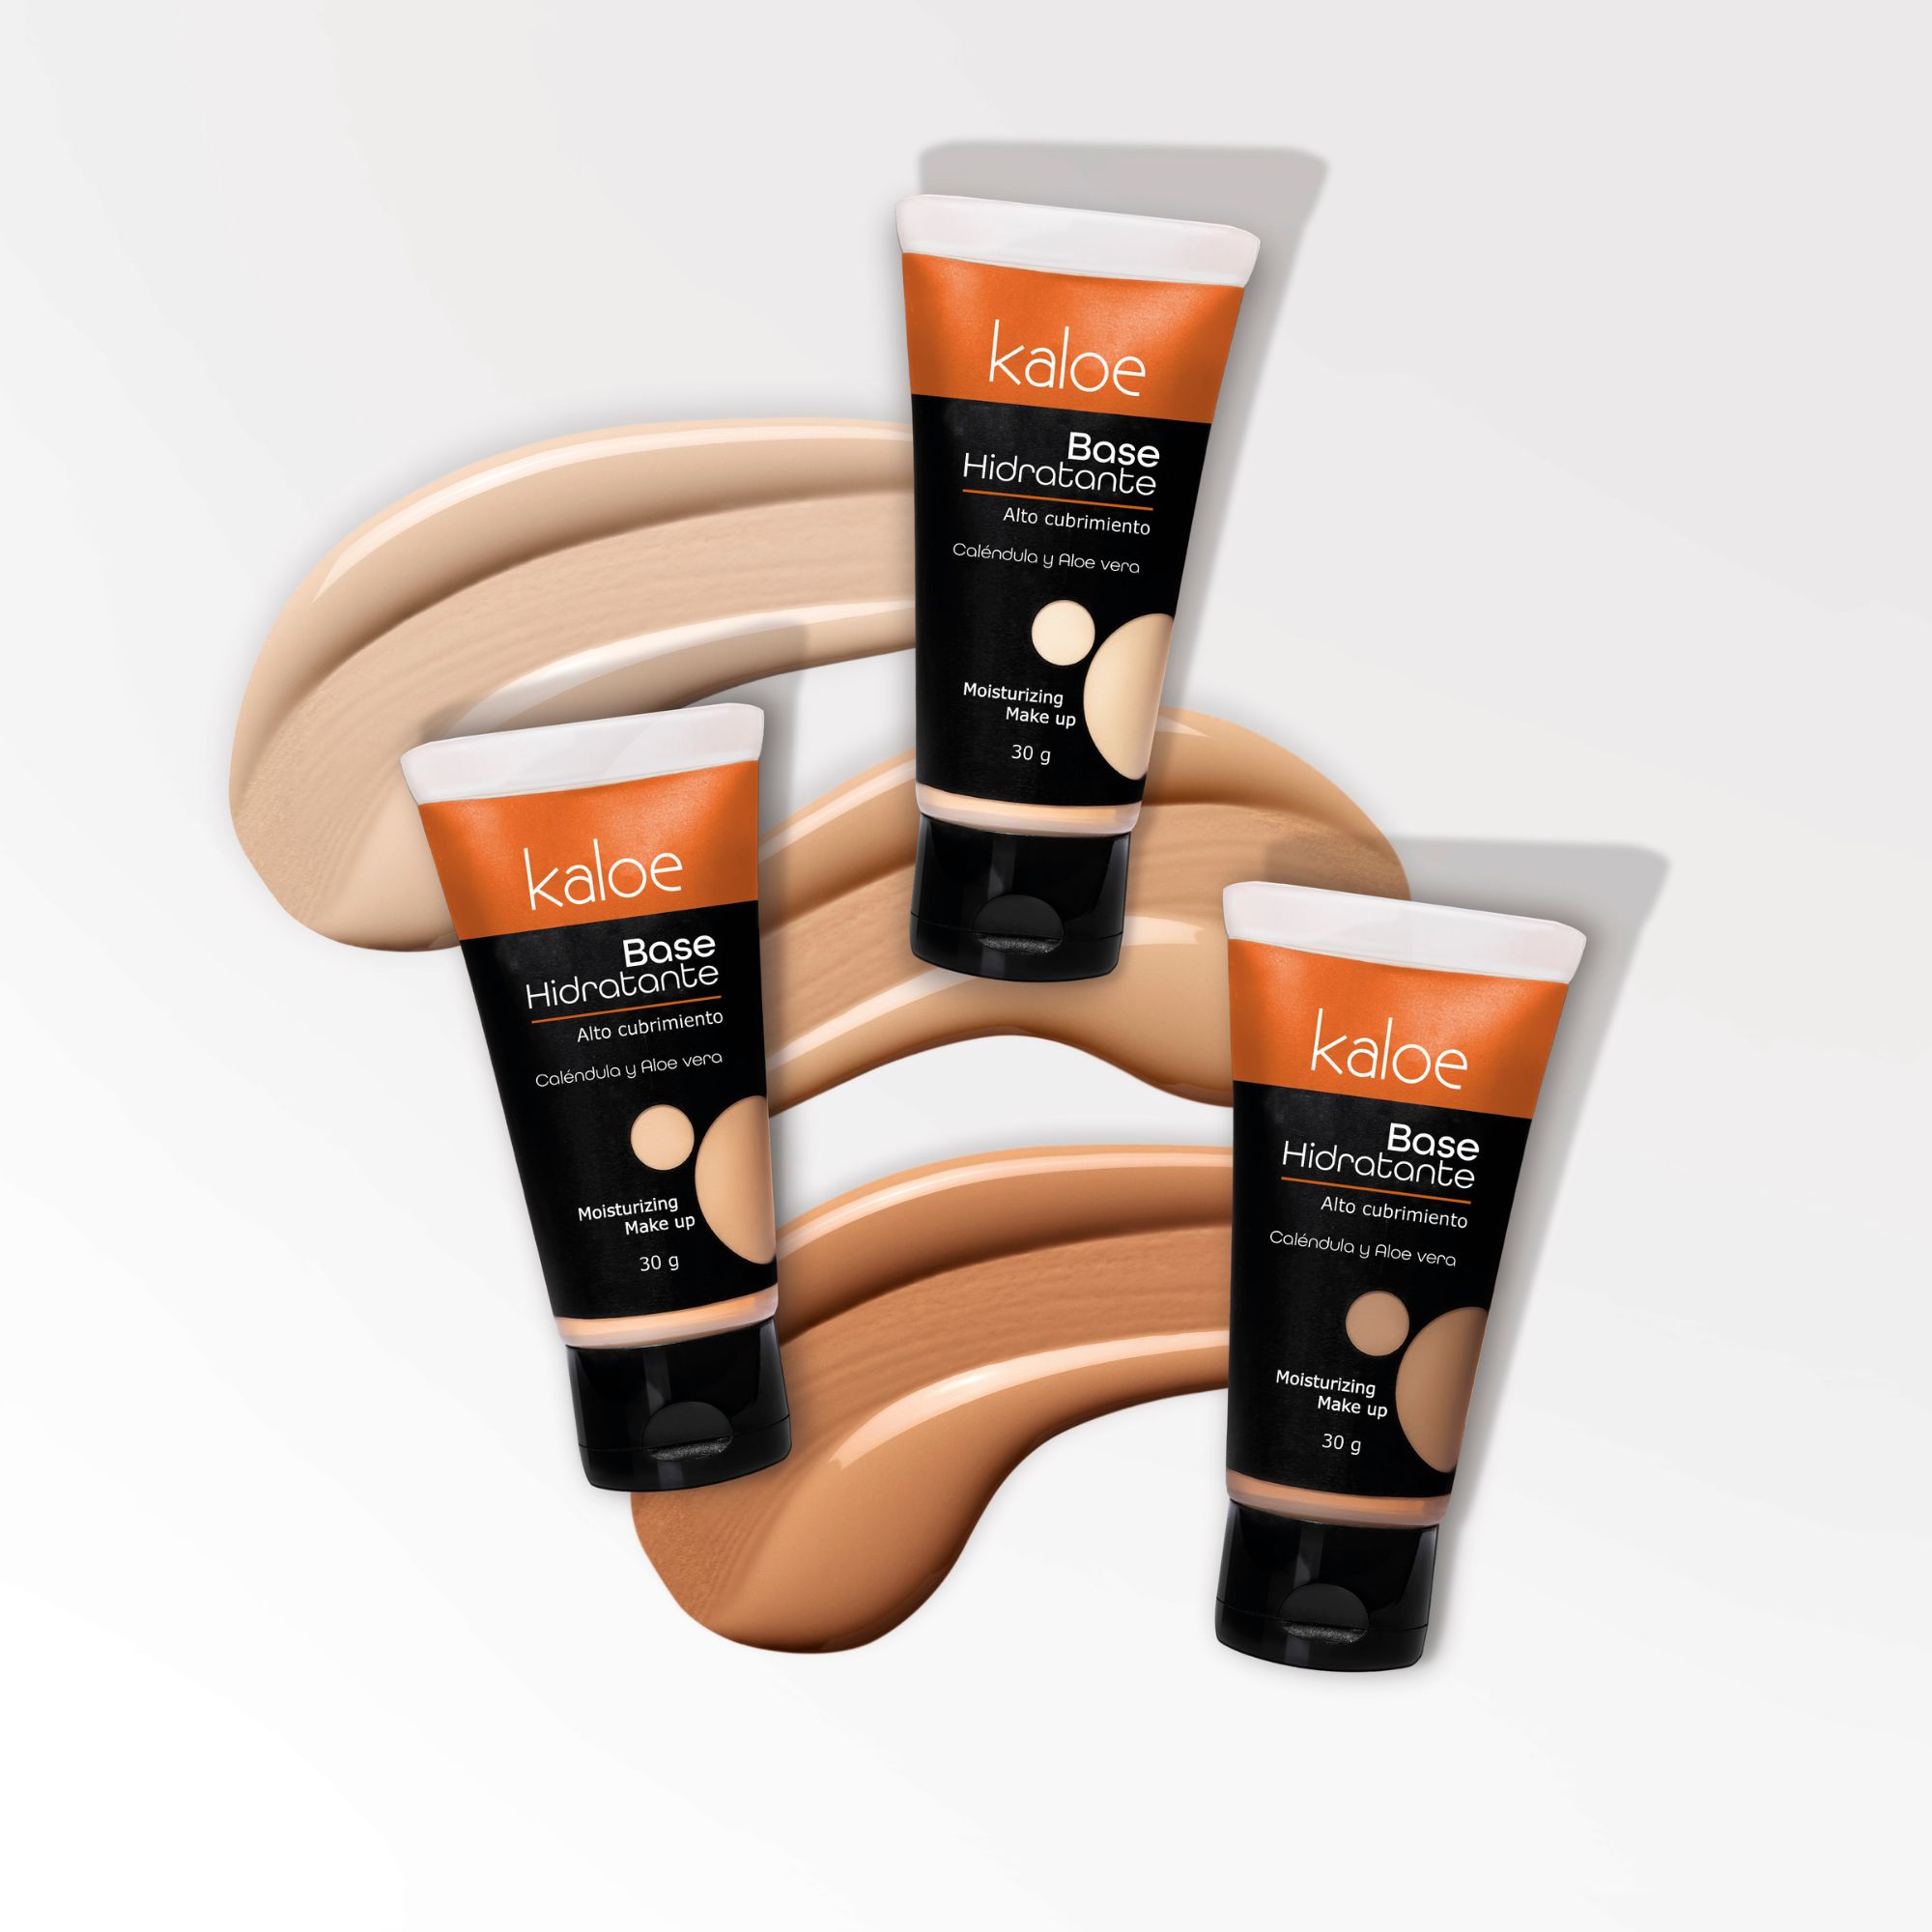 kaloe
Base
Hidratante
Alto cubrimiento
Caléndula y Aloe vera
Moisturizing
Make up
30 g
kaloe
Base
Hidratante
Alto cubrimiento
Caléndula y Aloe vera
Moisturizing
Make up
30 g
kaloe
Base
Hidratante
Alto cubrimiento
Caléndula y Aloe vera
Moisturizing
Make up
30 g